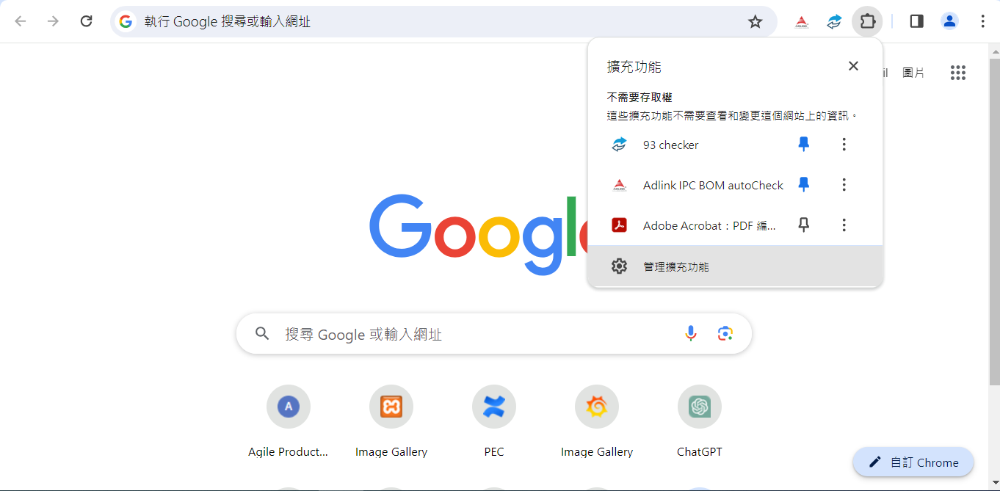 執行 Google 搜尋或輸入網址
擴充功能
圖片
不需要存取權
這些擴充功能不需要查看和變更這個網站上的資訊。
93 checker
Adlink IPC BOM autoCheck
Adobe Acrobat：PDF 編...
管理擴充功能
Google
搜尋 Google 或輸入網址
A
Agile Product...
Image Gallery
PEC
Image Gallery
ChatGPT
自訂 Chrome